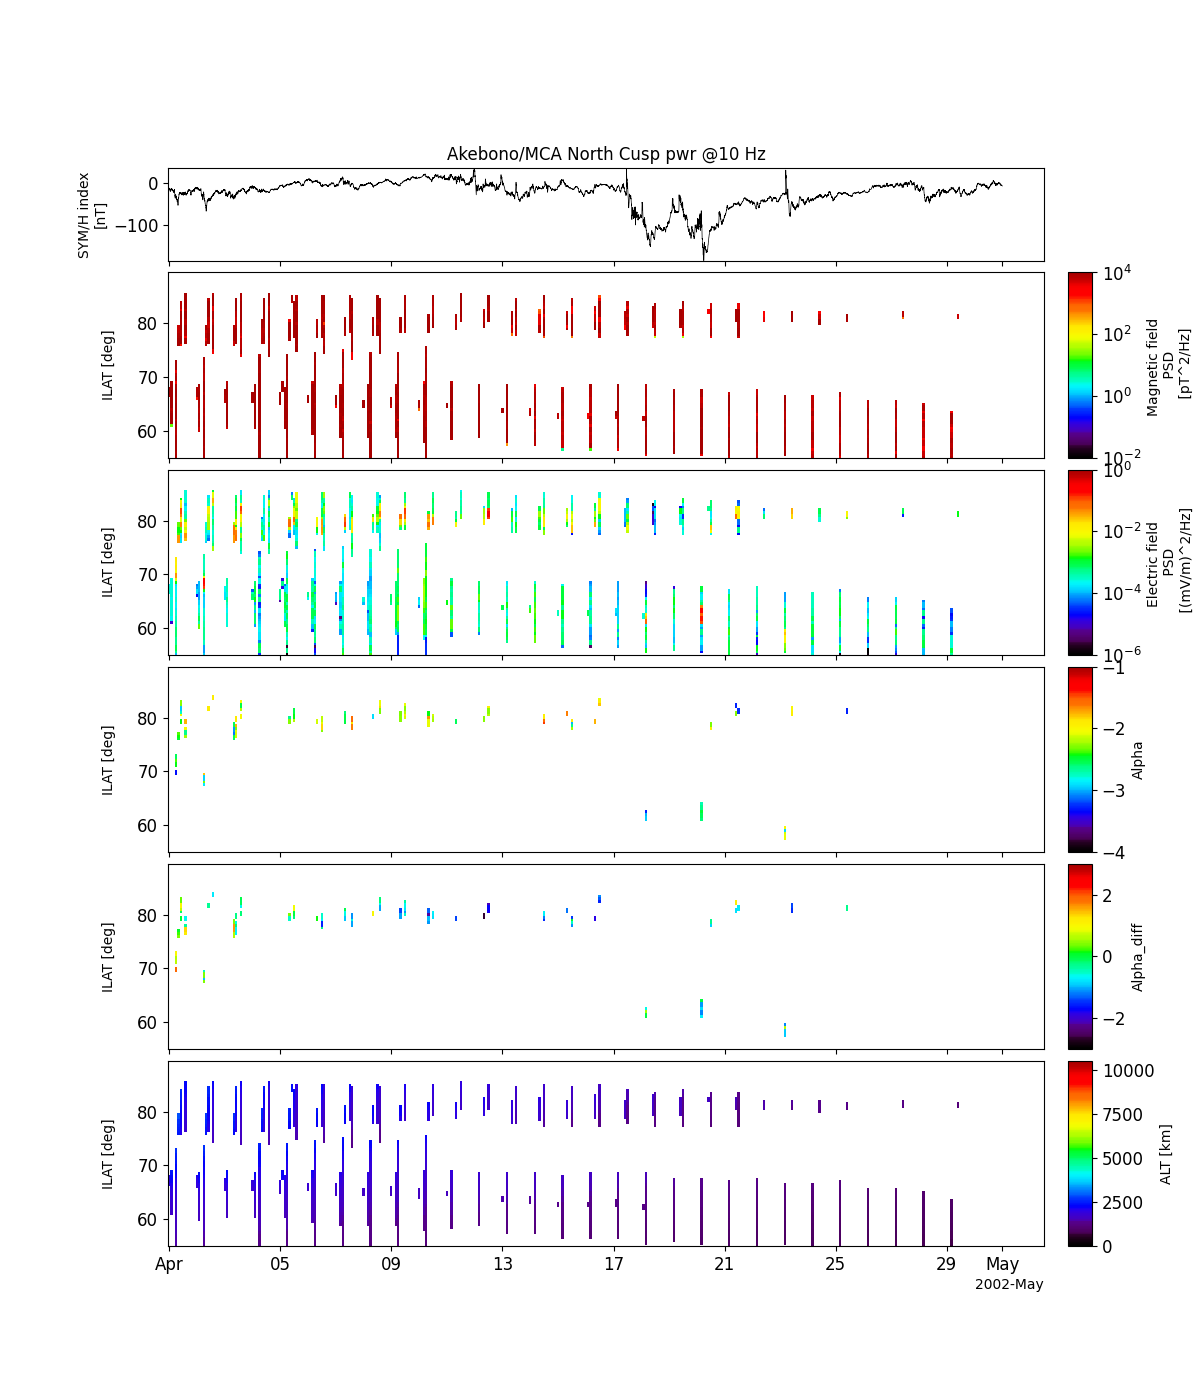 Akebono/MCA North Cusp pwr @10 Hz
SYM/H index
[nT]
0
−100
ILAT [deg]
80
70
60
10^4
10^2
10^0
10^−2
Magnetic field
PSD
[pT^2/Hz]
ILAT [deg]
80
70
60
10^0
10^−2
10^−4
10^−6
Electric field
PSD
[(mV/m)^2/Hz]
ILAT [deg]
80
70
60
−1
−2
−3
−4
Alpha
ILAT [deg]
80
70
60
2
0
−2
Alpha_diff
ILAT [deg]
80
70
60
10000
7500
5000
2500
0
ALT [km]
Apr 05 09 13 17 21 25 29 May
2002-May